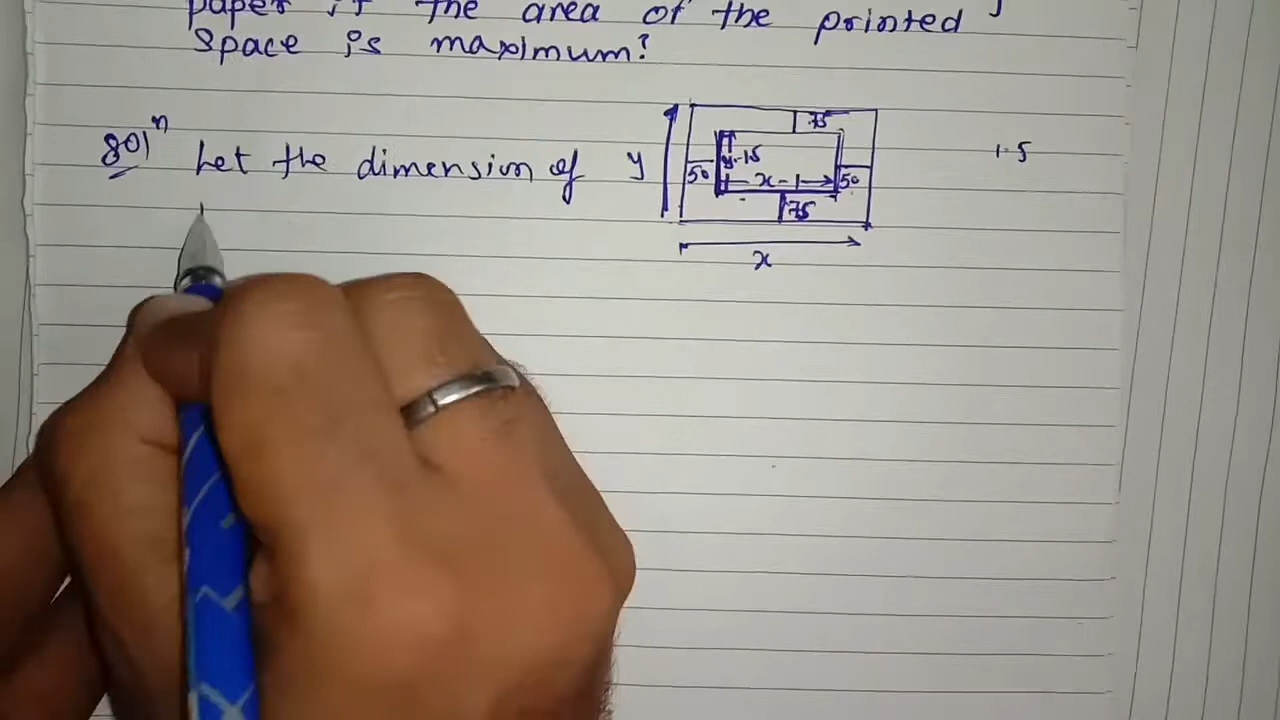 paper if the area of the printed
space is maximum?
Solⁿ Let the dimension of
y
75
y-1.5
50
x-1
50
75
x
1.5